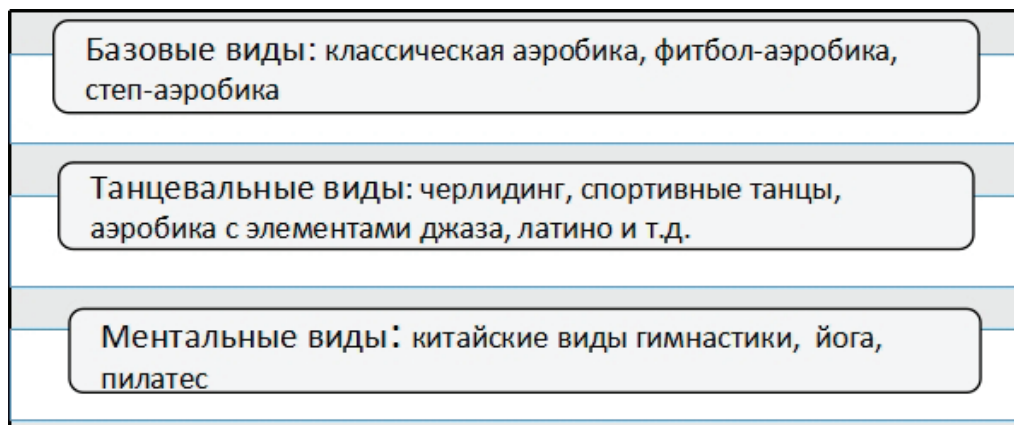 Базовые виды: классическая аэробика, фитбол-аэробика,
степ-аэробика
Танцевальные виды: черлидинг, спортивные танцы,
аэробика с элементами джаза, латино и т.д.
Ментальные виды: китайские виды гимнастики, йога,
пилатес